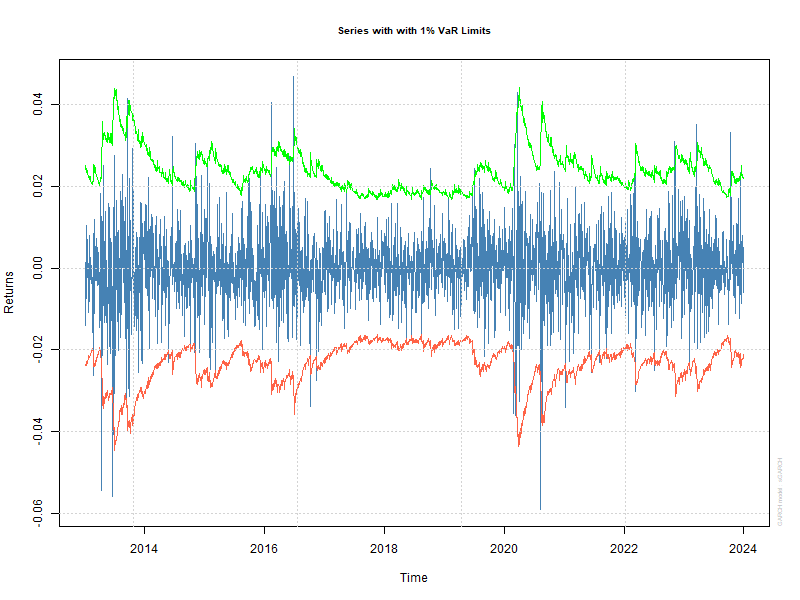 Series with with 1% VaR Limits
0.04
0.02
0.00
-0.02
-0.04
-0.06
Returns
2014 2016 2018 2020 2022 2024
Time
GARCH model : sGARCH